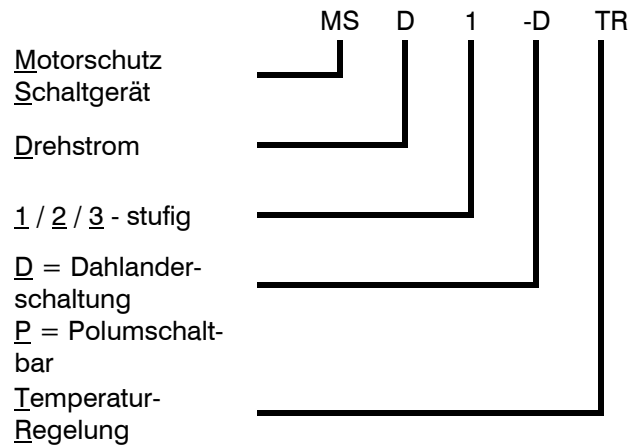 MS D 1 -D TR
Motorschutz
Schaltgerät
Drehstrom
1 / 2 / 3 - stufig
D = Dahlander-
schaltung
P = Polumschalt-
bar
Temperatur-
Regelung